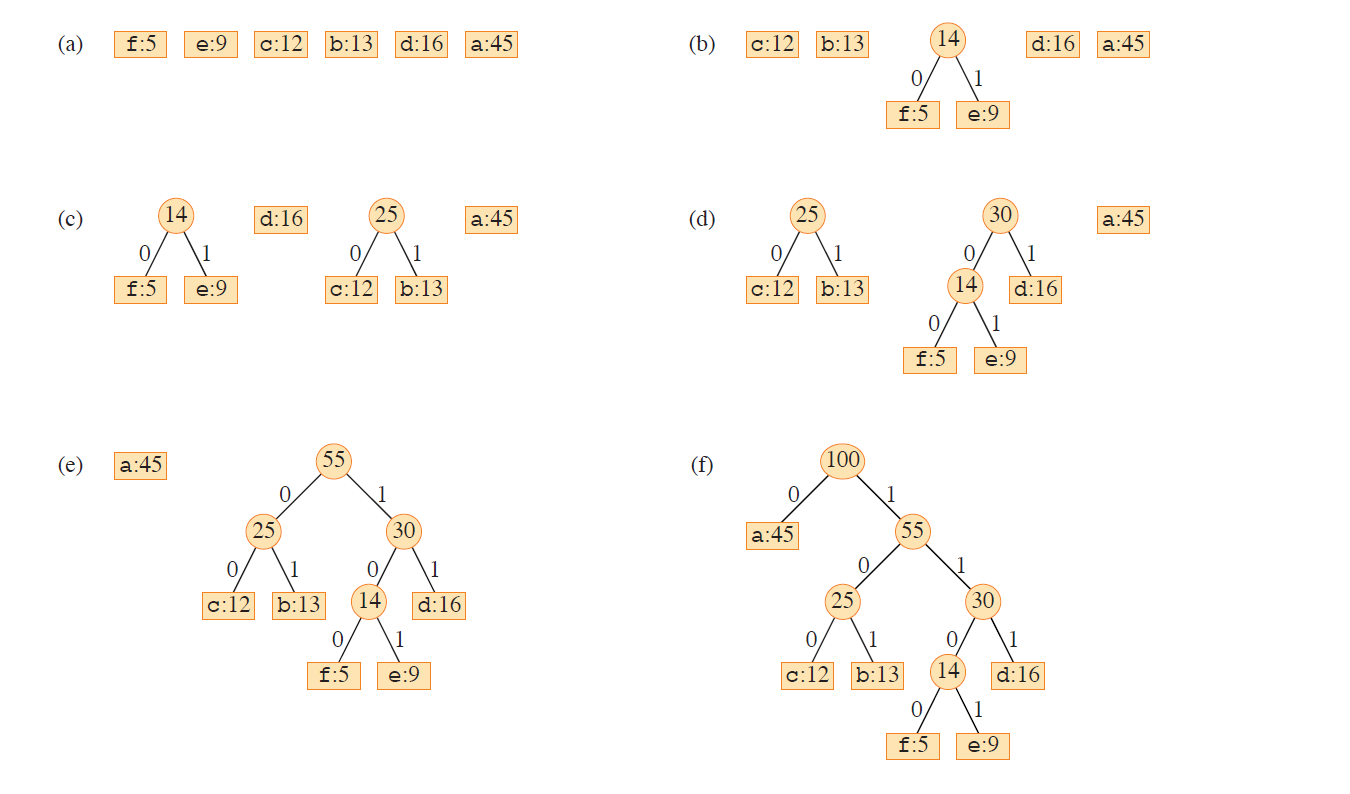 (a) f:5 e:9 c:12 b:13 d:16 a:45
(b) c:12 b:13 14 d:16 a:45
0 1
f:5 e:9
(c) 14 d:16 25 a:45
0 1 0 1
f:5 e:9 c:12 b:13
(d) 25 30 a:45
0 1 0 1
c:12 b:13 14 d:16
0 1
f:5 e:9
(e) a:45 55
0 1
25 30
0 1 0 1
c:12 b:13 14 d:16
0 1
f:5 e:9
(f) 100
0 1
a:45 55
0 1
25 30
0 1 0 1
c:12 b:13 14 d:16
0 1
f:5 e:9